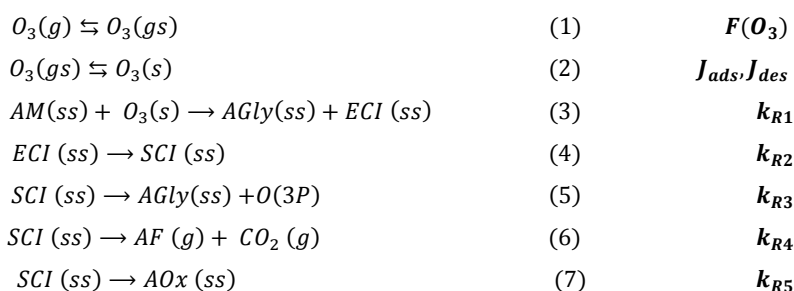 O₃(g) ⇆ O₃(gs) (1) F(O₃)
O₃(gs) ⇆ O₃(s) (2) J_ads, J_des
AM(ss) + O₃(s) ⟶ AGly(ss) + ECI (ss) (3) k_R1
ECI (ss) ⟶ SCI (ss) (4) k_R2
SCI (ss) ⟶ AGly(ss) +O(3P) (5) k_R3
SCI (ss) ⟶ AF (g) + CO₂ (g) (6) k_R4
SCI (ss) ⟶ AOx (ss) (7) k_R5